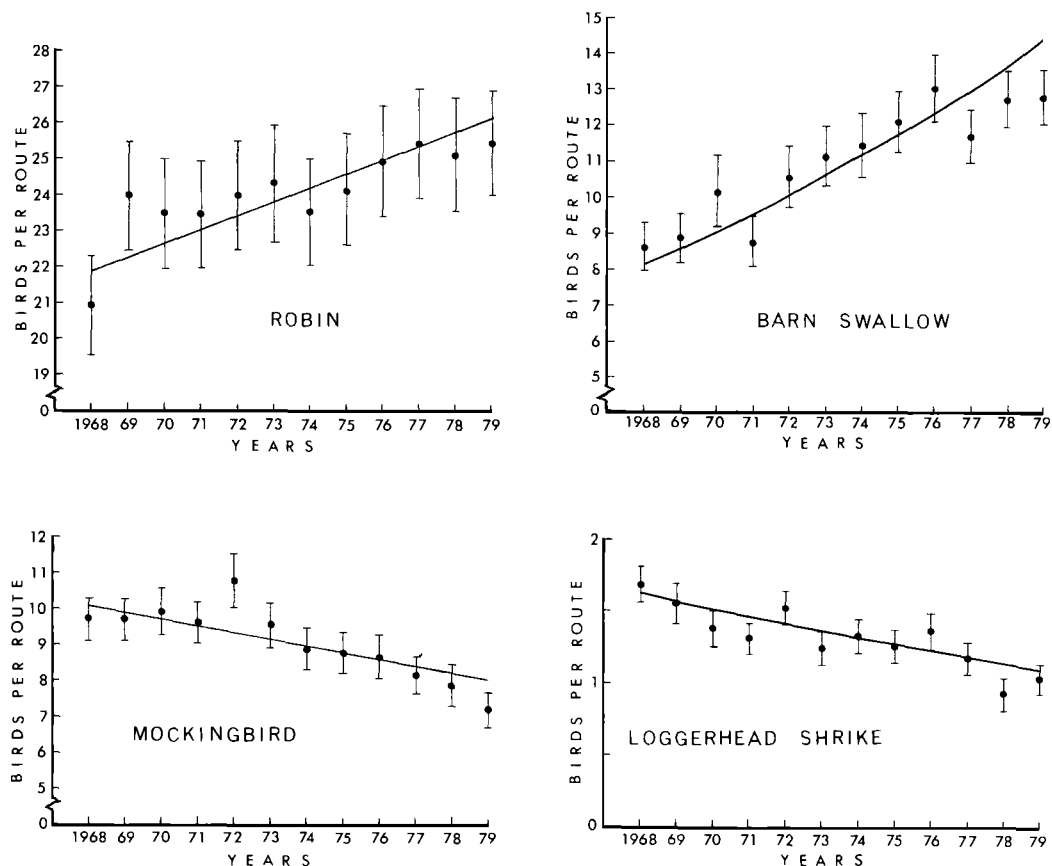 28
27
26
25
24
23
22
21
20
19
0
BIRDS PER ROUTE
ROBIN
1968 69 70 71 72 73 74 75 76 77 78 79
YEARS
15
14
13
12
11
10
9
8
7
6
5
0
BIRDS PER ROUTE
BARN SWALLOW
1968 69 70 71 72 73 74 75 76 77 78 79
YEARS
12
11
10
9
8
7
6
5
0
BIRDS PER ROUTE
MOCKINGBIRD
1968 69 70 71 72 73 74 75 76 77 78 79
YEARS
2
1
0
BIRDS PER ROUTE
LOGGERHEAD SHRIKE
1968 69 70 71 72 73 74 75 76 77 78 79
YEARS